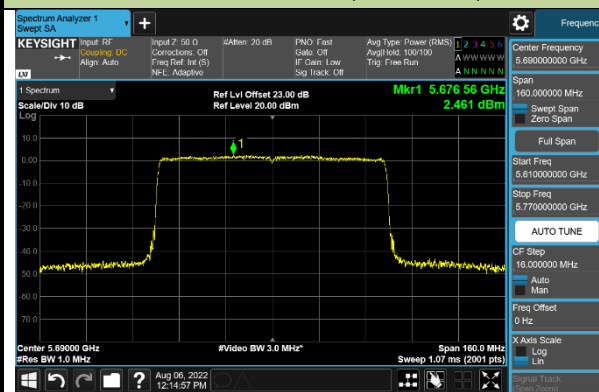 Spectrum Analyzer 1
Swept SA
Frequency
KEYSIGHT
Input: RF
Coupling: DC
Align: Auto
Input Z: 50 Ω
Corrections: Off
Freq Ref: Int (S)
NFE: Adaptive
#Atten: 20 dB
PNO: Fast
Gate: Off
IF Gain: Low
Sig Track: Off
Avg Type: Power (RMS)
Avg|Hold: 100/100
Trig: Free Run
1 2 3 4 5 6
A W W W W W
A N N N N N
LXI
1 Spectrum
Scale/Div 10 dB
Log
Ref Lvl Offset 23.00 dB
Ref Level 20.00 dBm
Mkr1 5.676 56 GHz
2.461 dBm
1
10.0
0.00
-10.0
-20.0
-30.0
-40.0
-50.0
-60.0
-70.0
Center 5.69000 GHz
#Res BW 1.0 MHz
#Video BW 3.0 MHz*
Span 160.0 MHz
Sweep 1.07 ms (2001 pts)
Aug 06, 2022
12:14:57 PM
Center Frequency
5.690000000 GHz
Span
160.000000 MHz
Swept Span
Zero Span
Full Span
Start Freq
5.610000000 GHz
Stop Freq
5.770000000 GHz
AUTO TUNE
CF Step
16.000000 MHz
Auto
Man
Freq Offset
0 Hz
X Axis Scale
Log
Lin
Signal Track
(Span Zoom)